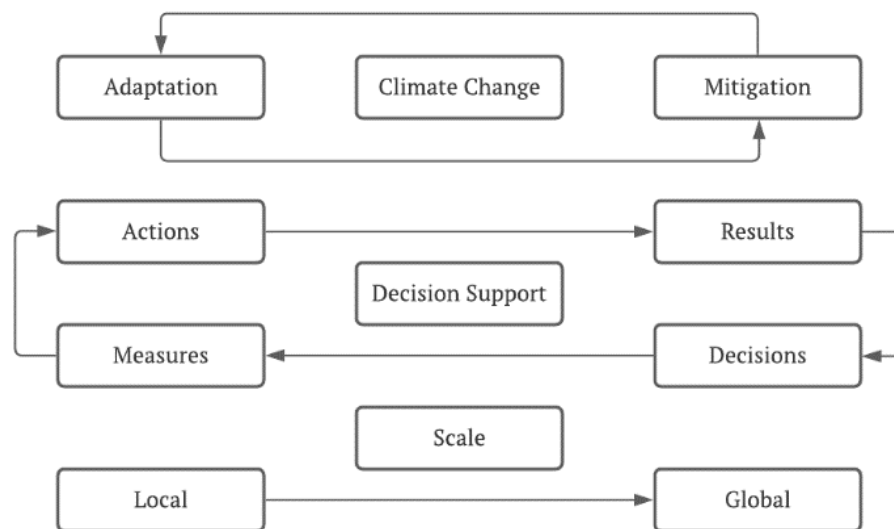 Adaptation
Climate Change
Mitigation
Actions
Results
Decision Support
Measures
Decisions
Scale
Local
Global